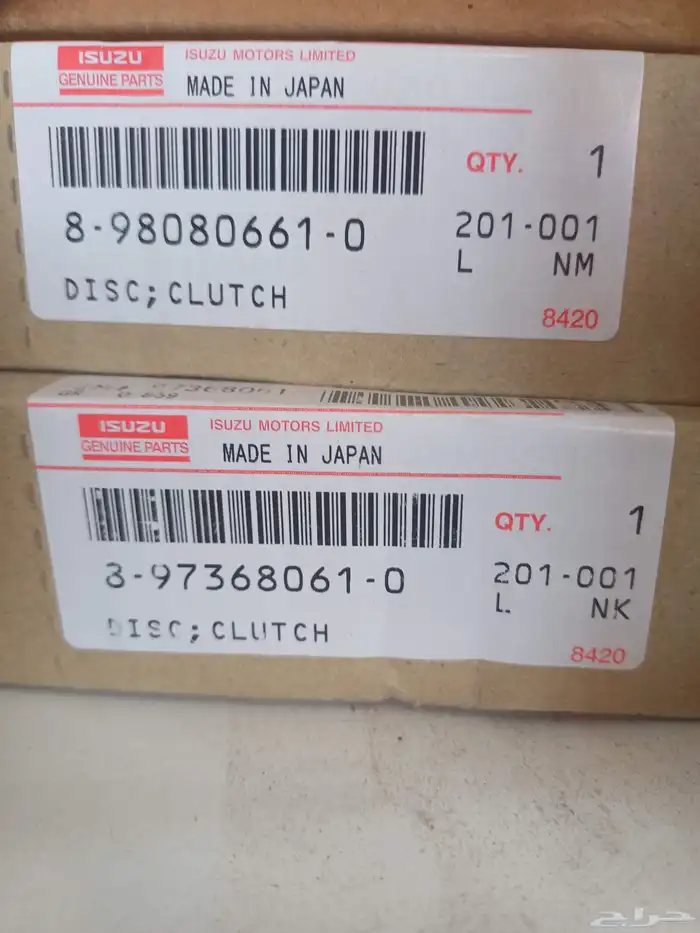 ISUZU
GENUINE PARTS
ISUZU MOTORS LIMITED
MADE IN JAPAN
QTY. 1
8-98080661-0
201-001
L NM
DISC;CLUTCH
8420
ISUZU
GENUINE PARTS
ISUZU MOTORS LIMITED
MADE IN JAPAN
QTY. 1
8-97368061-0
201-001
L NK
DISC;CLUTCH
8420
حراج